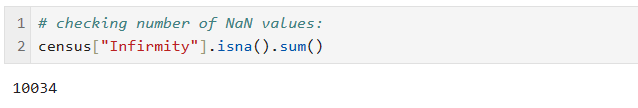 1 # checking number of NaN values:
2 census["Infirmity"].isna().sum()
10034